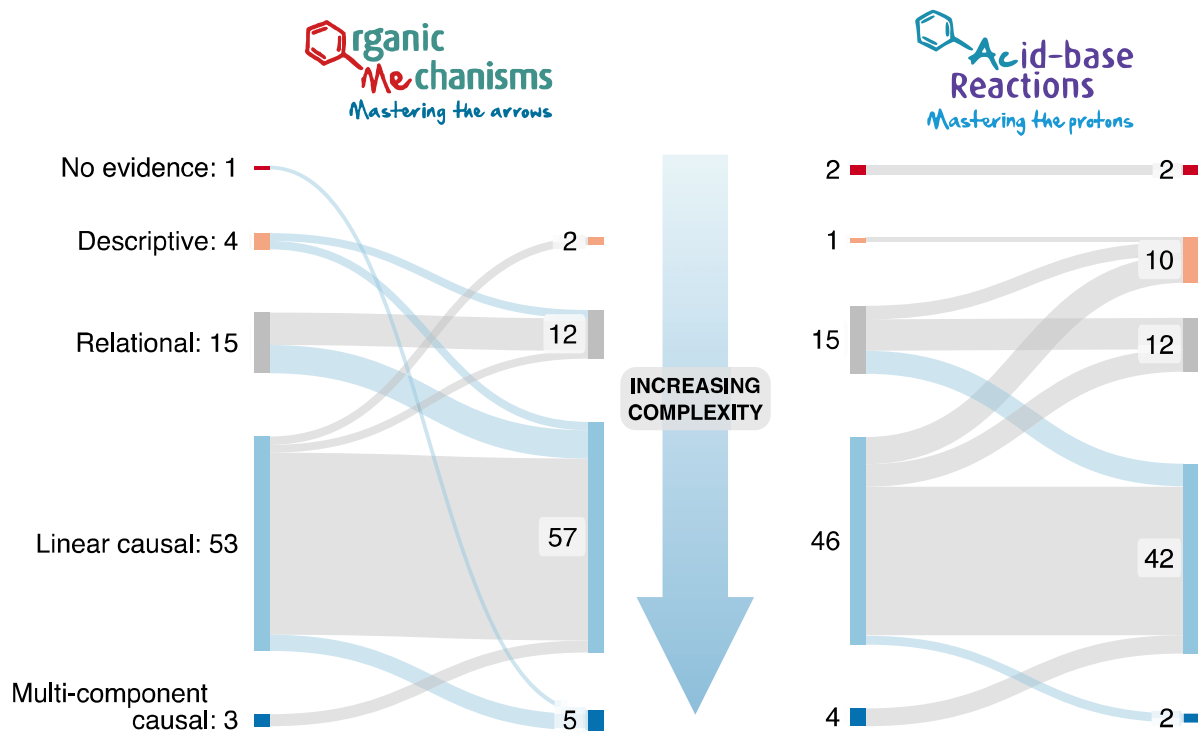 Organic
Mechanisms
Mastering the arrows
Acid-base
Reactions
Mastering the protons
No evidence: 1
Descriptive: 4
2
Relational: 15
12
Linear causal: 53
57
Multi-component
causal: 3
5
INCREASING
COMPLEXITY
2
2
1
10
15
12
46
42
4
2